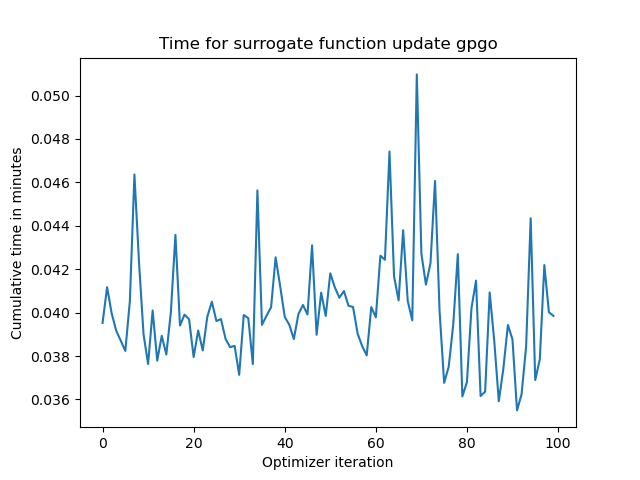 Time for surrogate function update gpgo
Cumulative time in minutes
0.050
0.048
0.046
0.044
0.042
0.040
0.038
0.036
0 20 40 60 80 100
Optimizer iteration